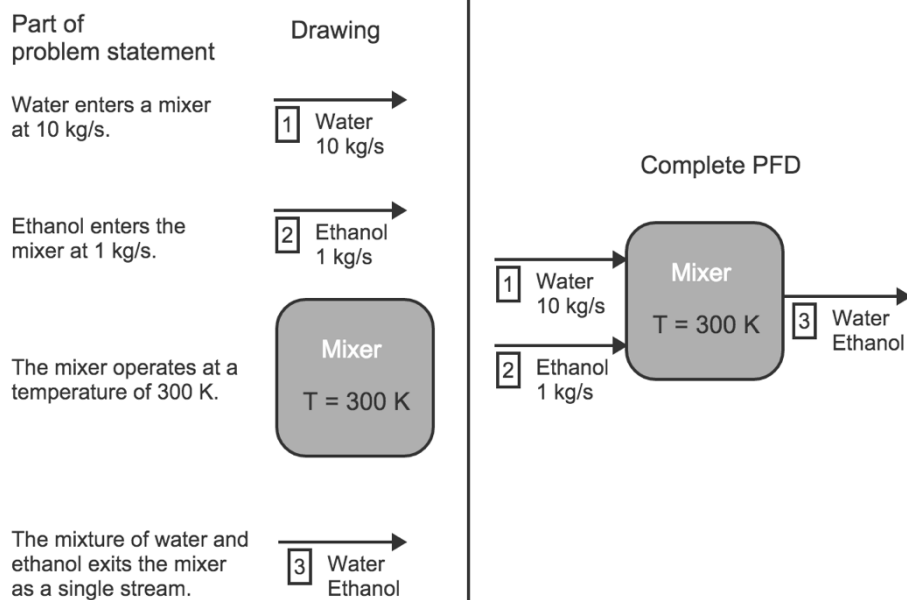 Part of
problem statement
Drawing
Water enters a mixer
at 10 kg/s.
1
Water
10 kg/s
Ethanol enters the
mixer at 1 kg/s.
2
Ethanol
1 kg/s
The mixer operates at a
temperature of 300 K.
Mixer
T = 300 K
The mixture of water and
ethanol exits the mixer
as a single stream.
3
Water
Ethanol
Complete PFD
1
Water
10 kg/s
2
Ethanol
1 kg/s
Mixer
T = 300 K
3
Water
Ethanol